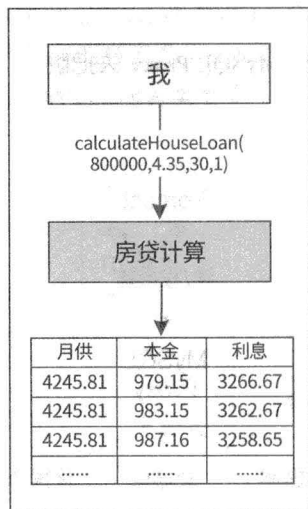 我
calculateHouseLoan(
800000,4.35,30,1)
房贷计算
月供 本金 利息
4245.81 979.15 3266.67
4245.81 983.15 3262.67
4245.81 987.16 3258.65
...... ...... ......